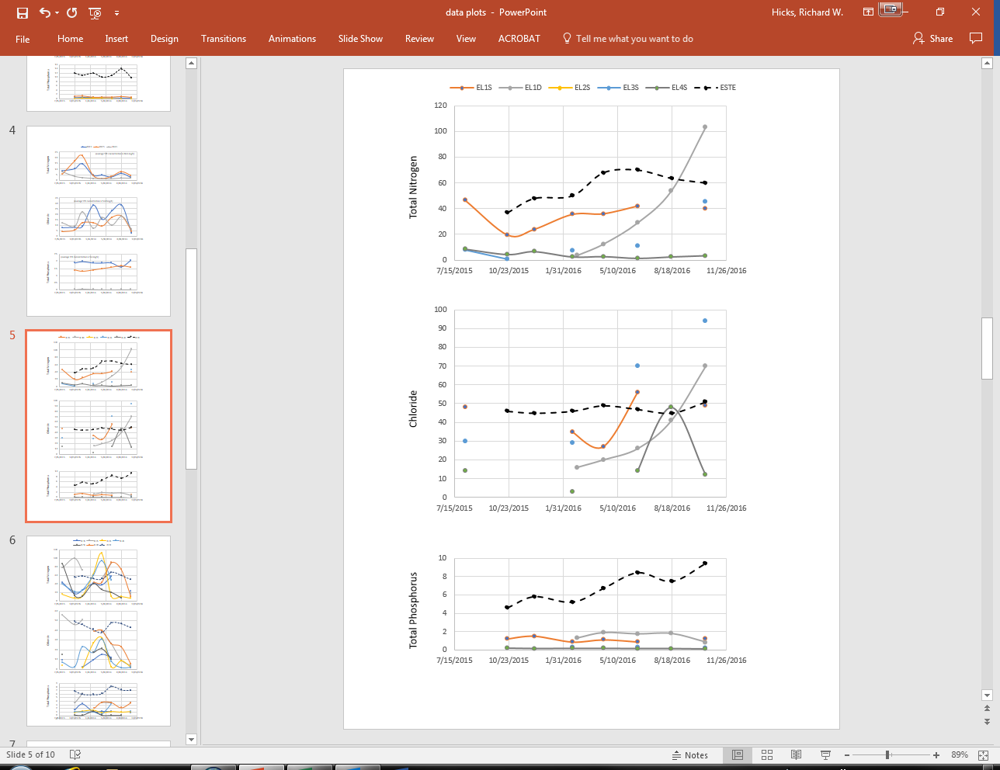 data plots - PowerPoint
Hicks, Richard W.
File Home Insert Design Transitions Animations Slide Show Review View ACROBAT Tell me what you want to do Share
4
5
6
7
EL1S EL1D EL2S EL3S EL4S ESTE
Total Nitrogen
120
100
80
60
40
20
0
7/15/2015 10/23/2015 1/31/2016 5/10/2016 8/18/2016 11/26/2016
Chloride
100
90
80
70
60
50
40
30
20
10
0
7/15/2015 10/23/2015 1/31/2016 5/10/2016 8/18/2016 11/26/2016
Total Phosphorus
10
8
6
4
2
0
7/15/2015 10/23/2015 1/31/2016 5/10/2016 8/18/2016 11/26/2016
Slide 5 of 10
Notes
89%